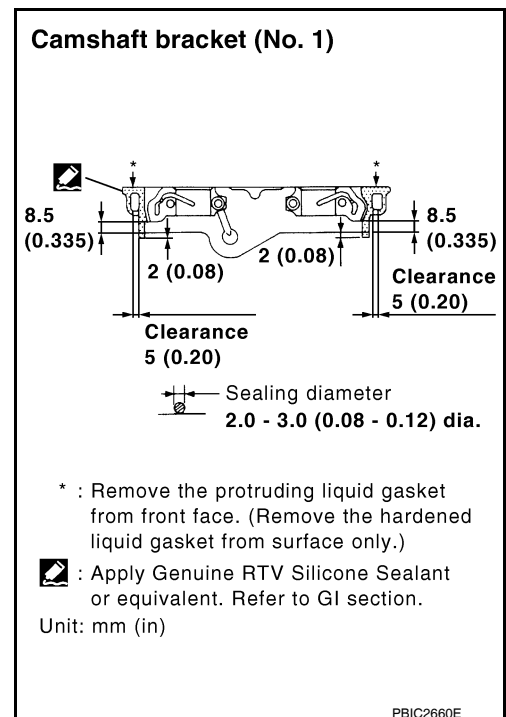 Camshaft bracket (No. 1)
* *
8.5
(0.335)
8.5
(0.335)
2 (0.08)
2 (0.08)
Clearance
5 (0.20)
Clearance
5 (0.20)
Sealing diameter
2.0 - 3.0 (0.08 - 0.12) dia.
* : Remove the protruding liquid gasket
from front face. (Remove the hardened
liquid gasket from surface only.)
: Apply Genuine RTV Silicone Sealant
or equivalent. Refer to GI section.
Unit: mm (in)
PBIC2660E